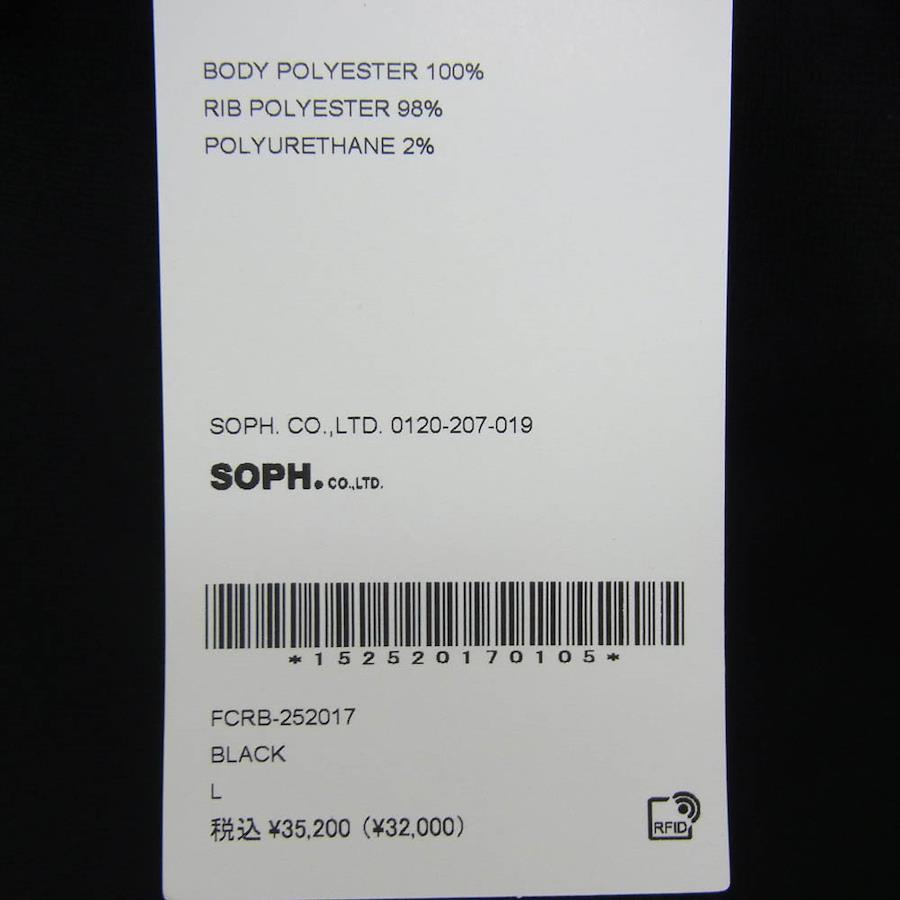 BODY POLYESTER 100%
RIB POLYESTER 98%
POLYURETHANE 2%
SOPH. CO.,LTD. 0120-207-019
SOPH. CO.,LTD.
*152520170105*
FCRB-252017
BLACK
L
税込 ¥35,200 (¥32,000)
RFID